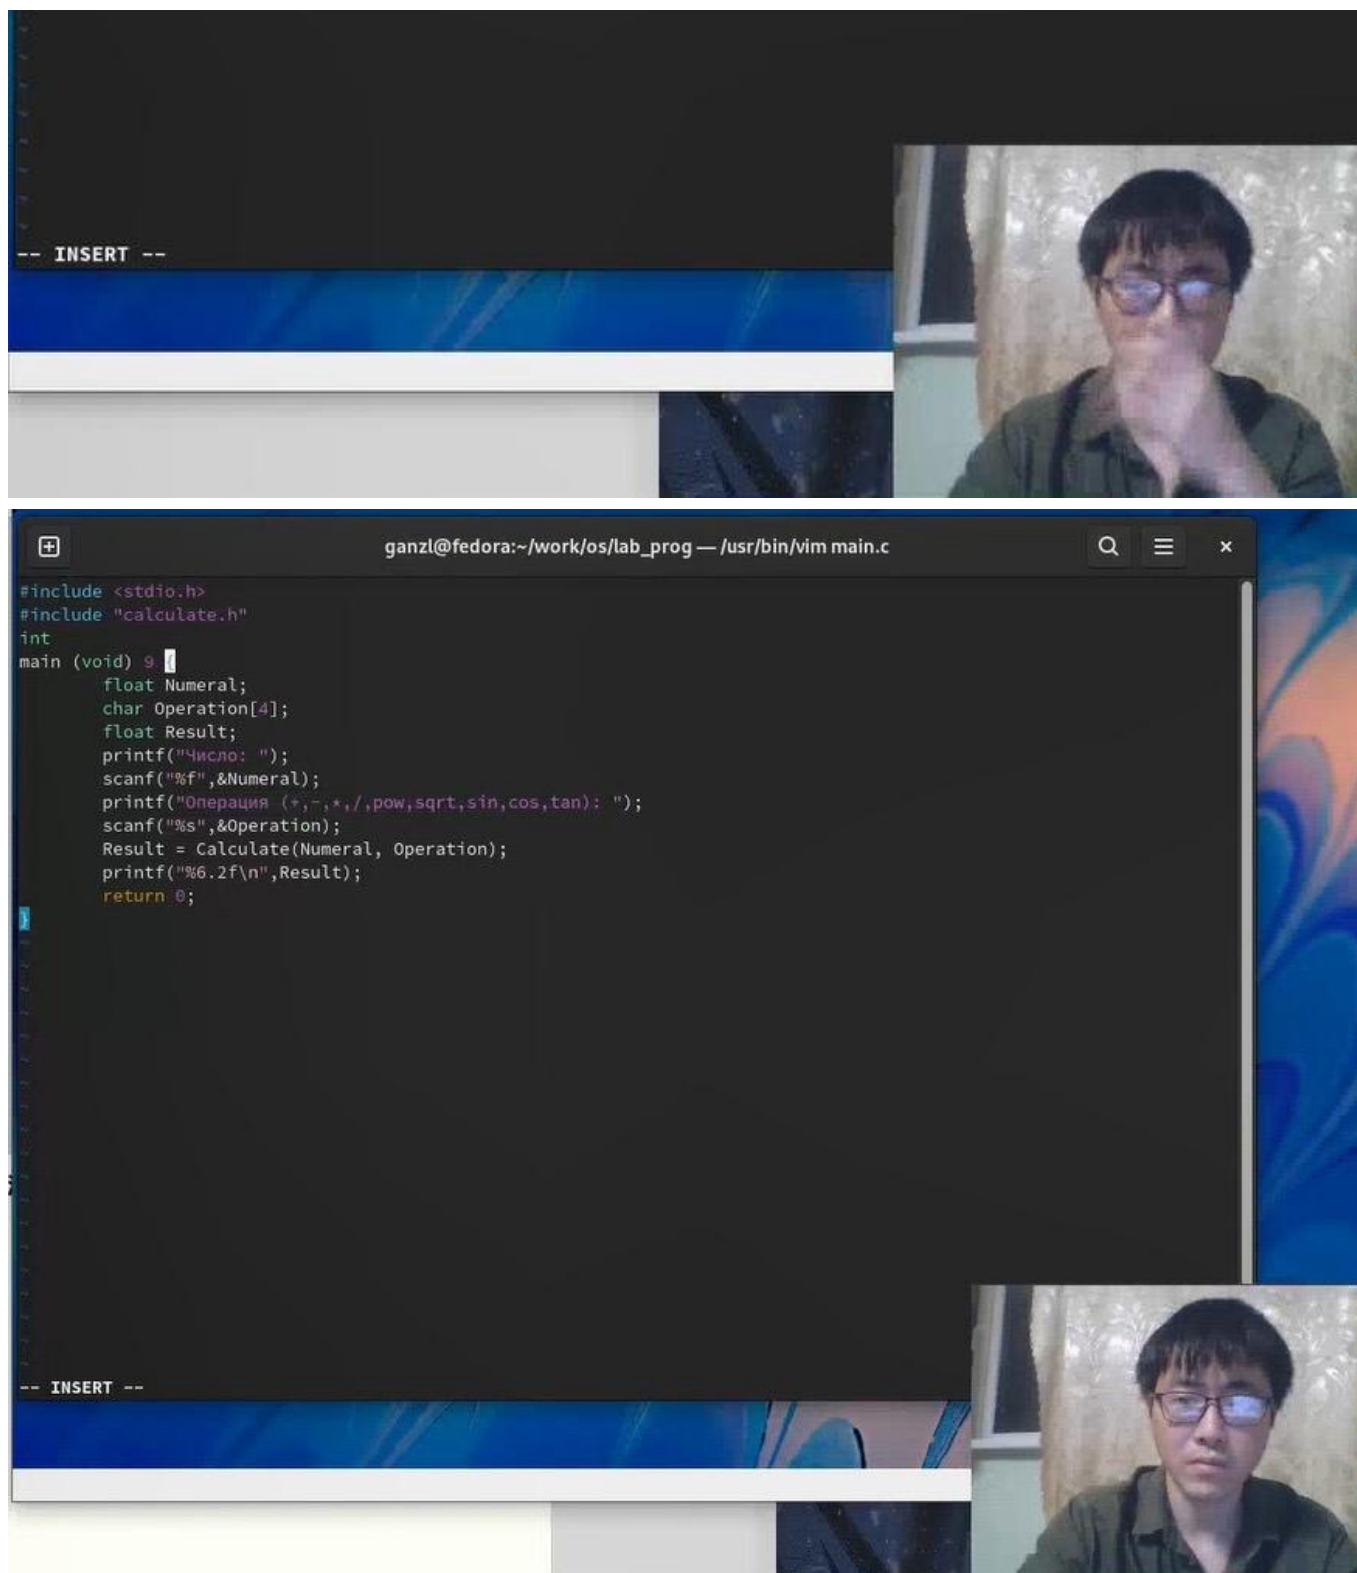 -- INSERT --
ganzl@fedora:~/work/os/lab_prog — /usr/bin/vim main.c
#include <stdio.h>
#include "calculate.h"
int
main (void) 9 {
float Numeral;
char Operation[4];
float Result;
printf("Число: ");
scanf("%f",&Numeral);
printf("Операция (+,-,*,/,pow,sqrt,sin,cos,tan): ");
scanf("%s",&Operation);
Result = Calculate(Numeral, Operation);
printf("%6.2f\n",Result);
return 0;
}
-- INSERT --